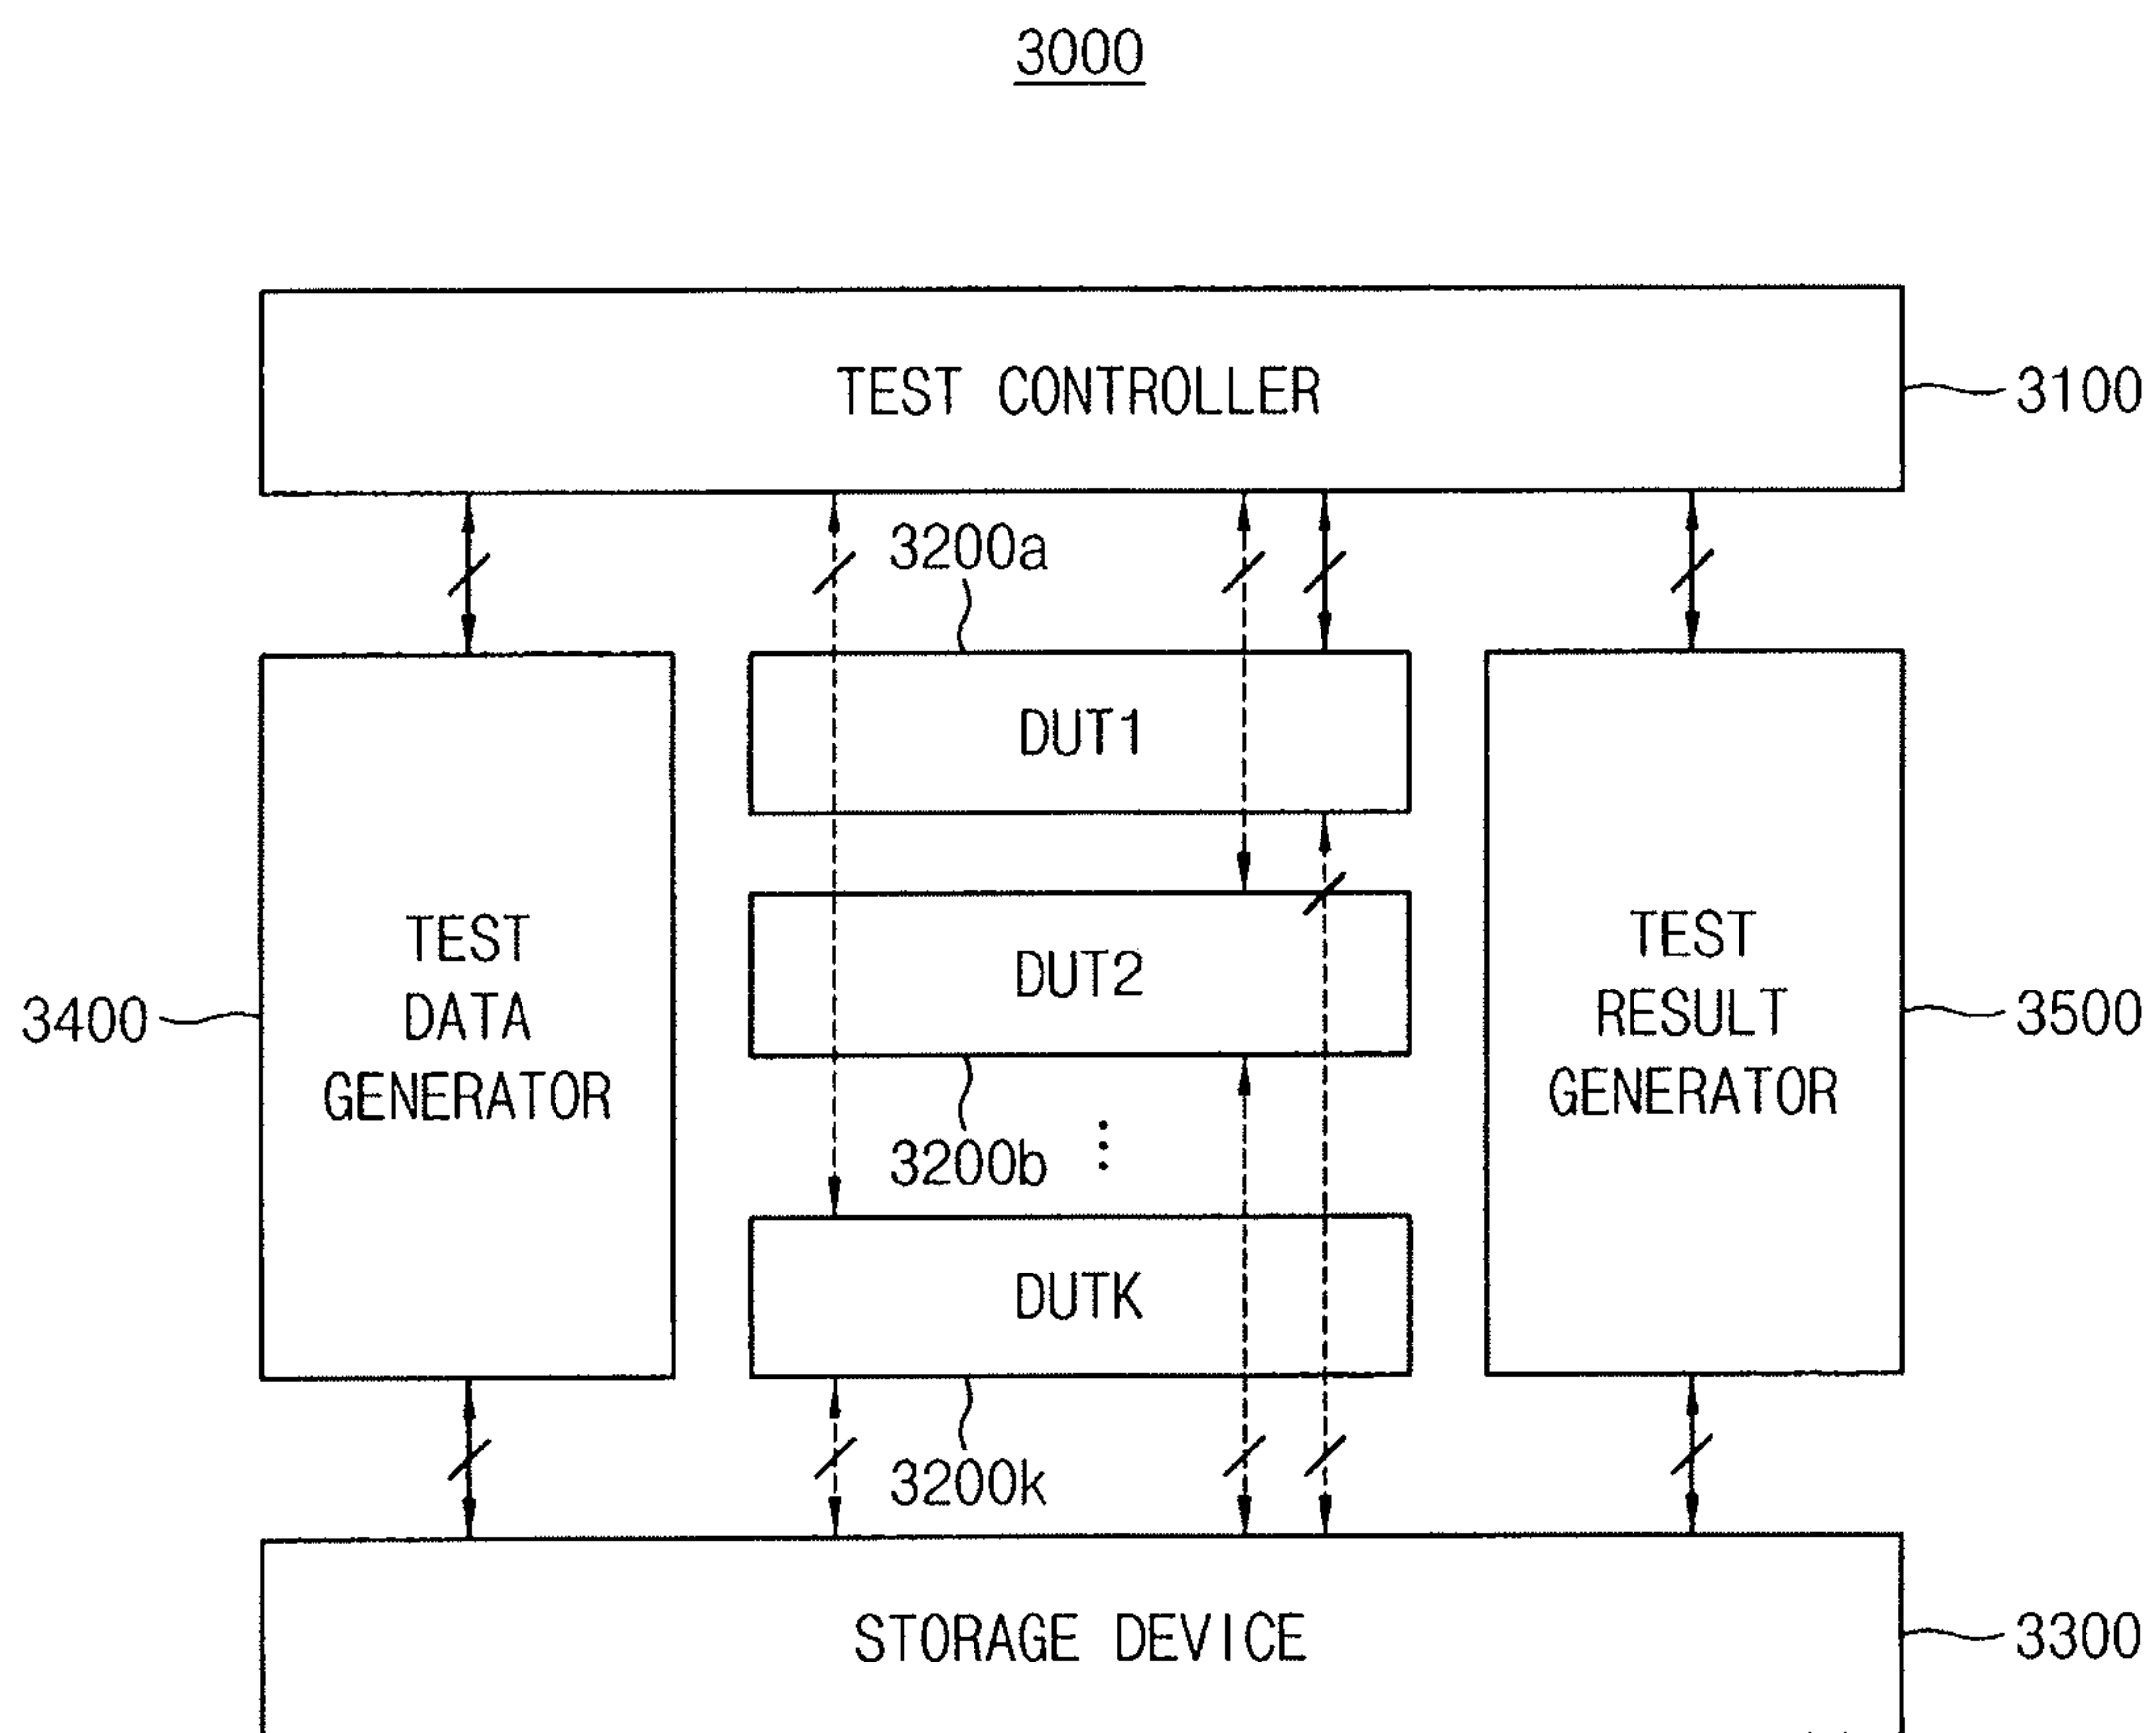 3000
TEST CONTROLLER
3100
3200a
DUT1
DUT2
3200b
DUTK
3200k
3400
TEST
DATA
GENERATOR
TEST
RESULT
GENERATOR
3500
STORAGE DEVICE
3300